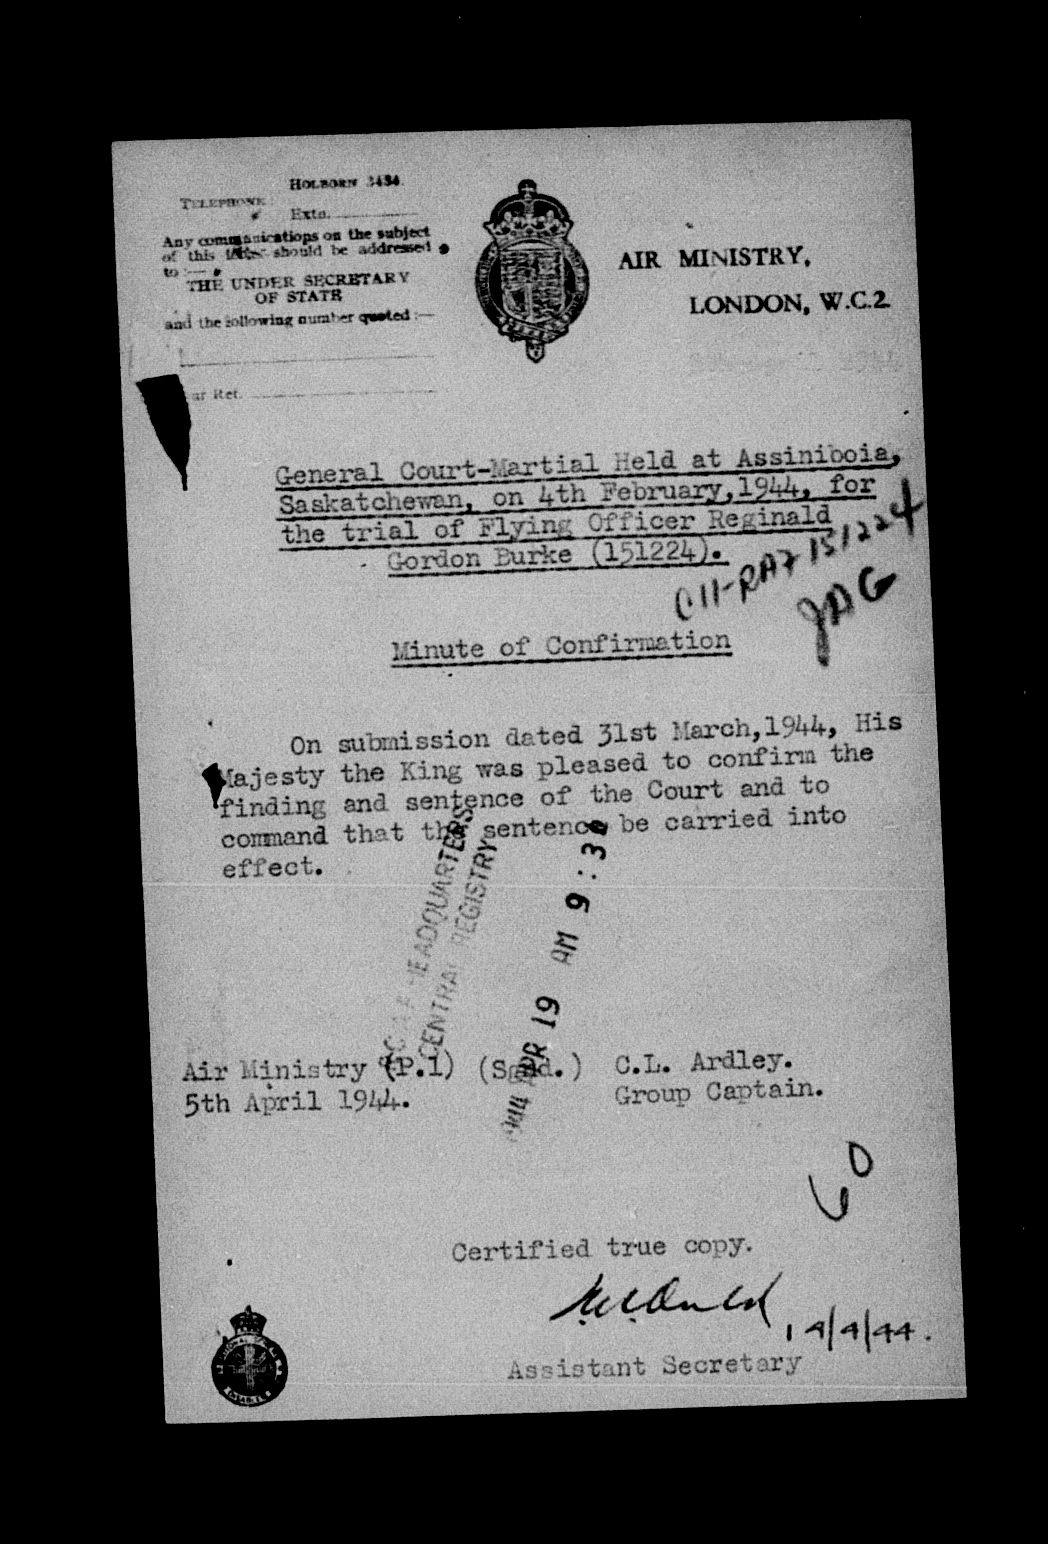 HOLBORN 3434
TELEPHONE:
Extn.
Any communications on the subject
of this letter should be addressed
to :—
THE UNDER SECRETARY
OF STATE
and the following number quoted :—
Ref.
AIR MINISTRY,
LONDON, W.C.2.
General Court-Martial Held at Assiniboia,
Saskatchewan, on 4th February,1944, for
the trial of Flying Officer Reginald
Gordon Burke (151224).
C11-RAF 151224
JAG
Minute of Confirmation
On submission dated 31st March,1944, His
Majesty the King was pleased to confirm the
finding and sentence of the Court and to
command that the sentence be carried into
effect.
HEADQUARTERS
CENTRAL REGISTRY
1944 APR 19 AM 9:3
Air Ministry (P.1) (Sgnd.) C.L. Ardley.
5th April 1944. Group Captain.
60
Certified true copy.
Assistant Secretary